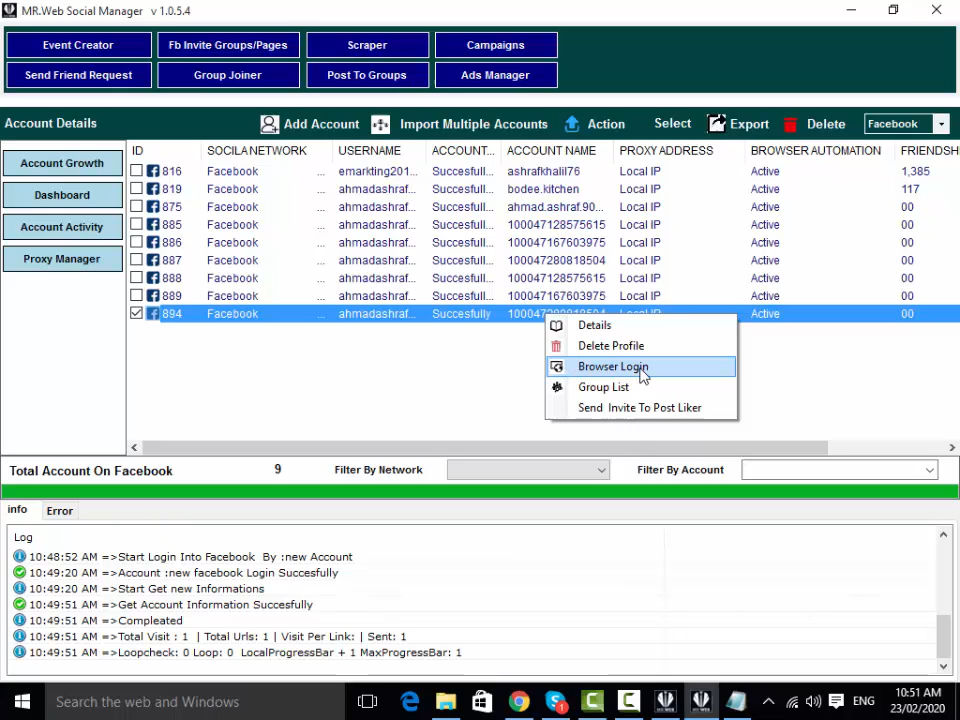 MR.Web Social Manager v 1.0.5.4
Event Creator Fb Invite Groups/Pages Scraper Campaigns
Send Friend Request Group Joiner Post To Groups Ads Manager
Account Details Add Account Import Multiple Accounts Action Select Export Delete Facebook
Account Growth
Dashboard
Account Activity
Proxy Manager
ID SOCILA NETWORK USERNAME ACCOUNT... ACCOUNT NAME PROXY ADDRESS BROWSER AUTOMATION FRIENDSH
816 Facebook ... emarkting201... Succesfull... ashrafkhalil76 Local IP Active 1,385
819 Facebook ... ahmadashraf... Succesfull... bodee.kitchen Local IP Active 117
875 Facebook ... ahmadashraf... Succesfull... ahmad.ashraf.90... Local IP Active 00
885 Facebook ... ahmadashraf... Succesfull... 100047128575615 Local IP Active 00
886 Facebook ... ahmadashraf... Succesfull... 100047167603975 Local IP Active 00
887 Facebook ... ahmadashraf... Succesfull... 100047280818504 Local IP Active 00
888 Facebook ... ahmadashraf... Succesfull... 100047128575615 Local IP Active 00
889 Facebook ... ahmadashraf... Succesfull... 100047167603975 Local IP Active 00
894 Facebook ... ahmadashraf... Succesfully 100047280818504 Local IP Active 00
Details
Delete Profile
Browser Login
Group List
Send Invite To Post Liker
Total Account On Facebook 9 Filter By Network Filter By Account
info Error
Log
10:48:52 AM =>Start Login Into Facebook By :new Account
10:49:20 AM =>Account :new facebook Login Succesfully
10:49:20 AM =>Start Get new Informations
10:49:51 AM =>Get Account Information Succesfully
10:49:51 AM =>Compleated
10:49:51 AM =>Total Visit : 1 | Total Urls: 1 | Visit Per Link: | Sent: 1
10:49:51 AM =>Loopcheck: 0 Loop: 0 LocalProgressBar + 1 MaxProgressBar: 1
Search the web and Windows ENG 10:51 AM
23/02/2020